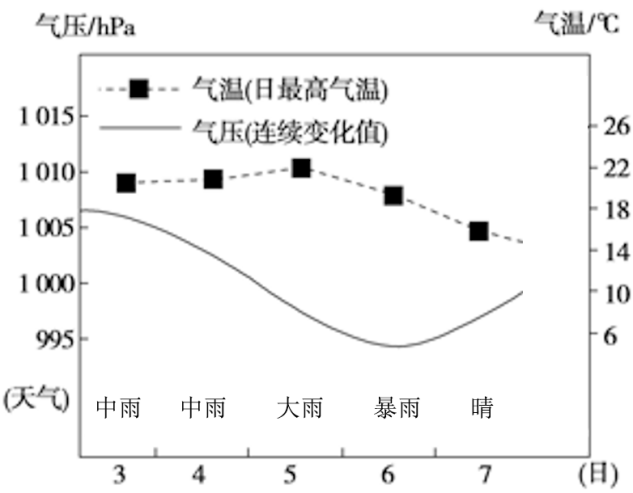 气压/hPa 气温/℃
气温(日最高气温)
气压(连续变化值)
1 015
1 010
1 005
1 000
995
26
22
18
14
10
6
(天气) 中雨 中雨 大雨 暴雨 晴
3 4 5 6 7 (日)